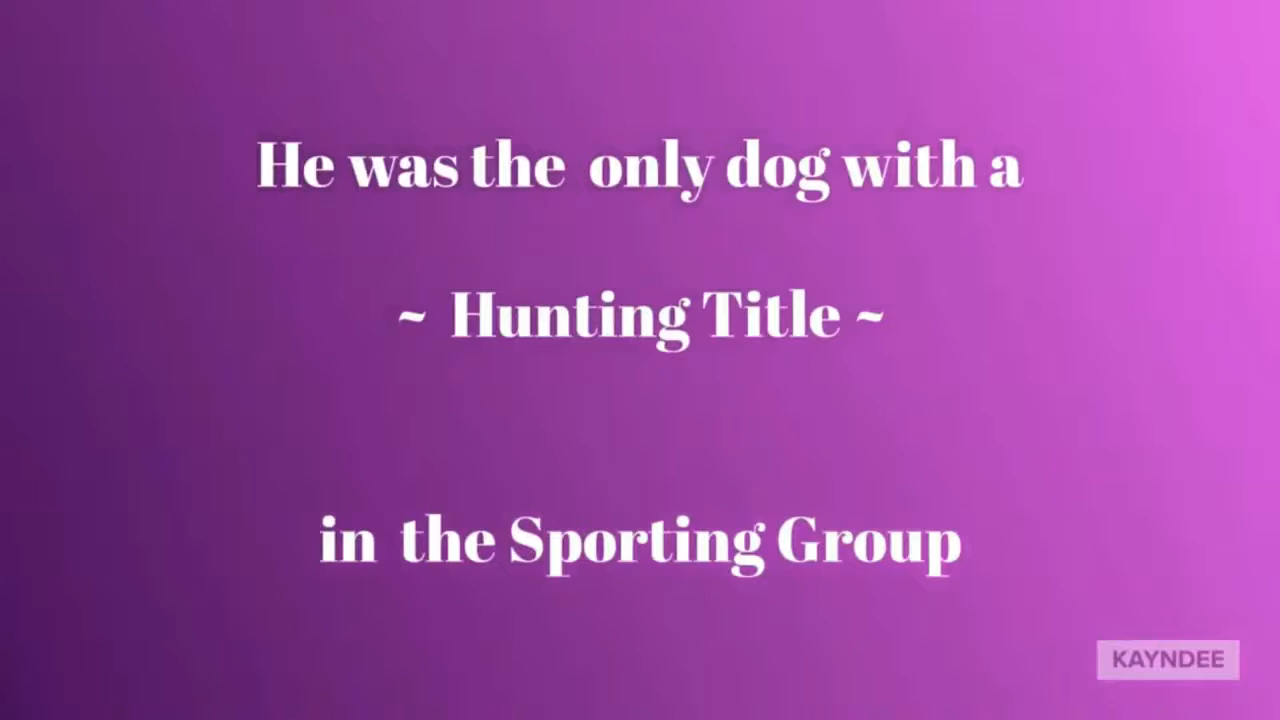 He was the only dog with a
~ Hunting Title ~
in the Sporting Group
KAYNDEE